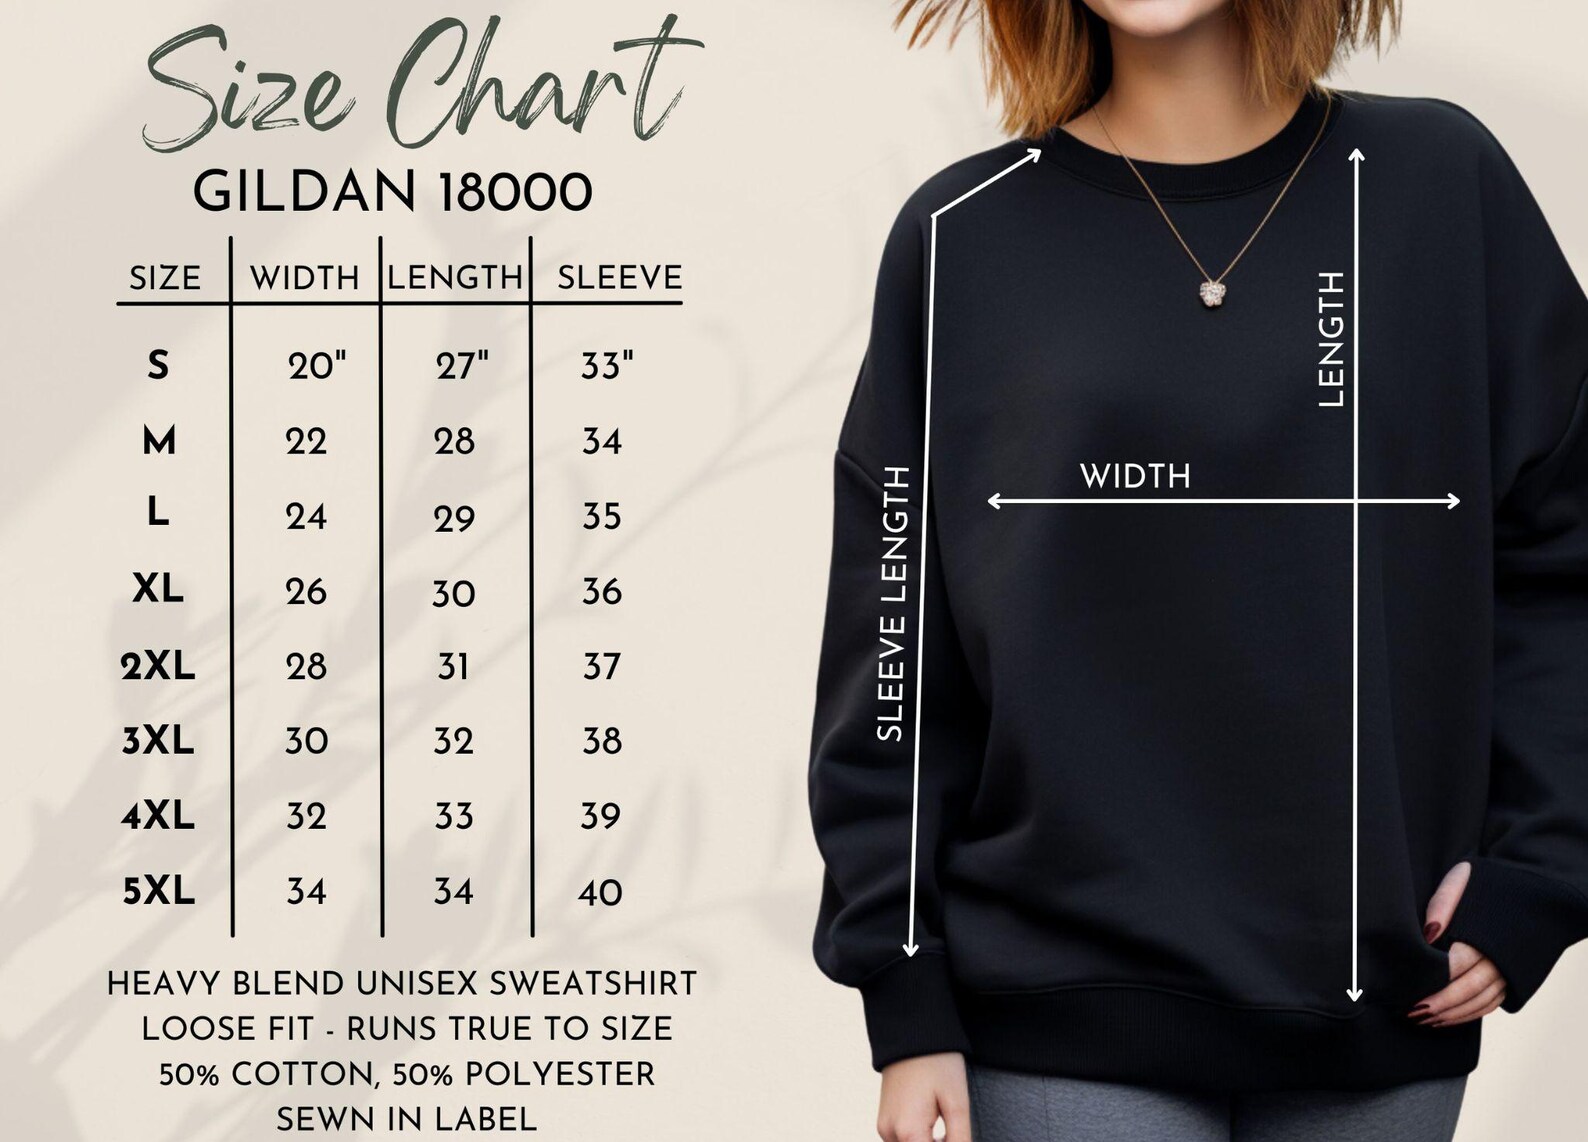 Size Chart
GILDAN 18000
SIZE WIDTH LENGTH SLEEVE
S 20" 27" 33"
M 22 28 34
L 24 29 35
XL 26 30 36
2XL 28 31 37
3XL 30 32 38
4XL 32 33 39
5XL 34 34 40
HEAVY BLEND UNISEX SWEATSHIRT
LOOSE FIT - RUNS TRUE TO SIZE
50% COTTON, 50% POLYESTER
SEWN IN LABEL
SLEEVE LENGTH
WIDTH
LENGTH